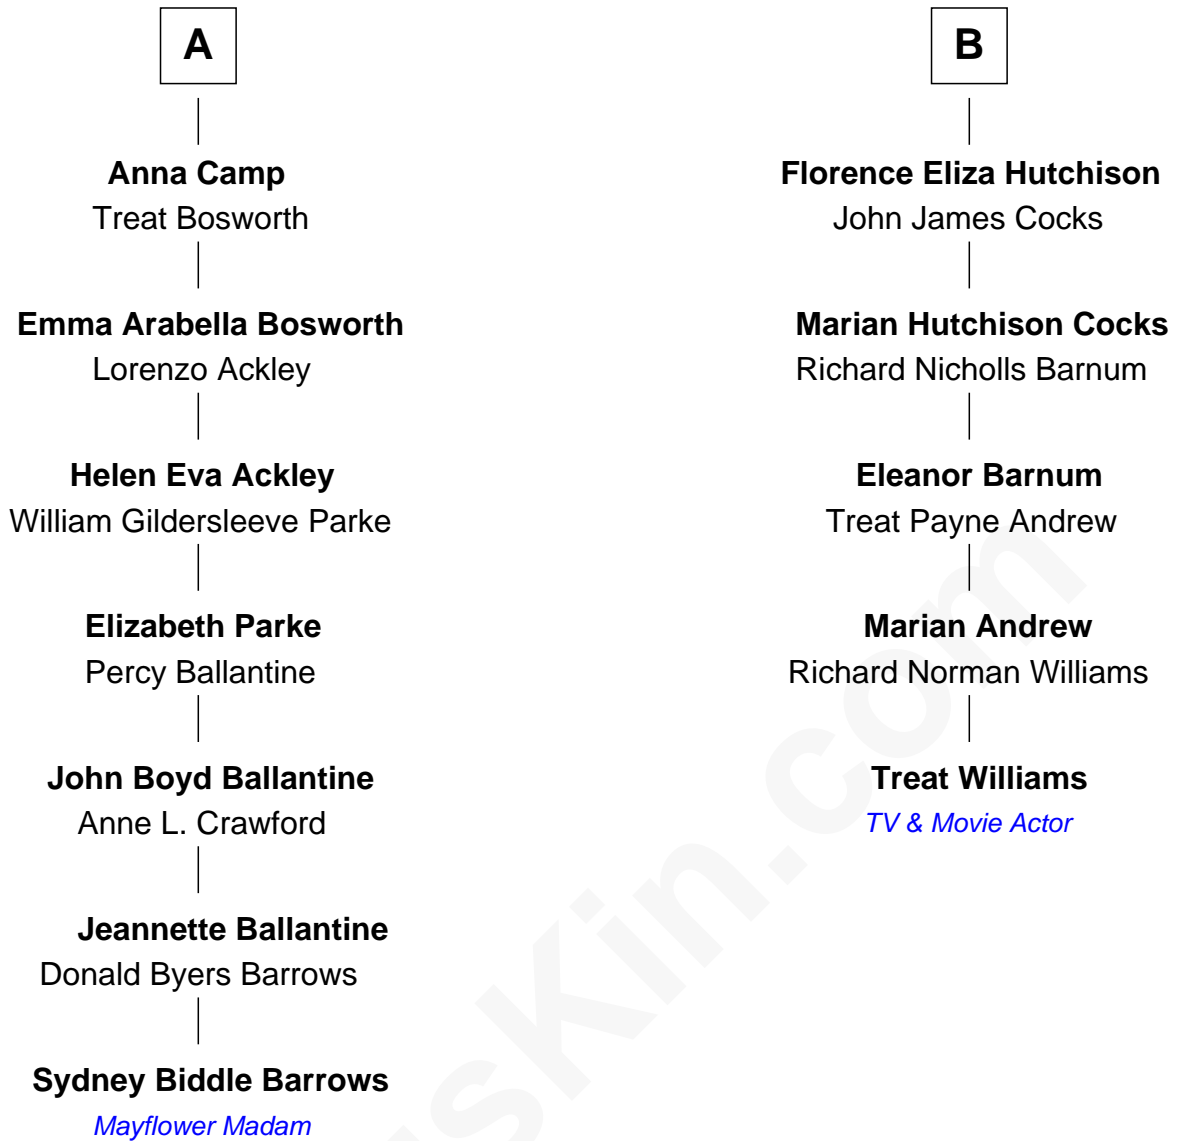 A
Anna Camp
Treat Bosworth
Emma Arabella Bosworth
Lorenzo Ackley
Helen Eva Ackley
William Gildersleeve Parke
Elizabeth Parke
Percy Ballantine
John Boyd Ballantine
Anne L. Crawford
Jeannette Ballantine
Donald Byers Barrows
Sydney Biddle Barrows
Mayflower Madam
B
Florence Eliza Hutchison
John James Cocks
Marian Hutchison Cocks
Richard Nicholls Barnum
Eleanor Barnum
Treat Payne Andrew
Marian Andrew
Richard Norman Williams
Treat Williams
TV & Movie Actor
sKin.com